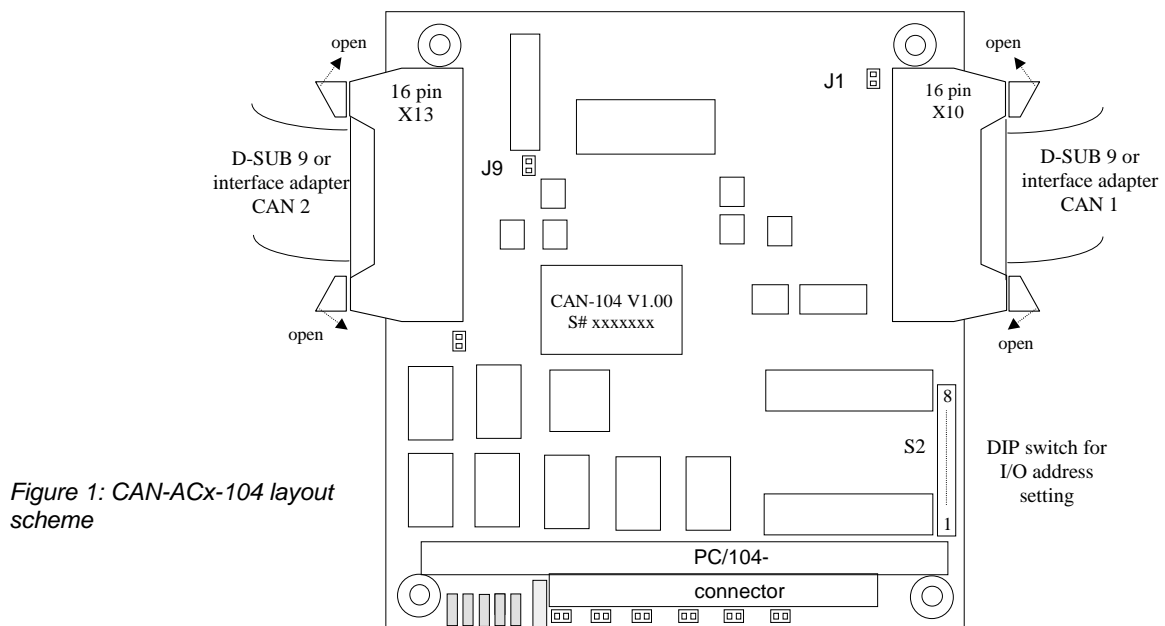 open
open
16 pin
X13
J1
16 pin
X10
D-SUB 9 or
interface adapter
CAN 2
J9
D-SUB 9 or
interface adapter
CAN 1
CAN-104 V1.00
S# xxxxxxx
open
open
8
S2
DIP switch for
I/O address
setting
1
Figure 1: CAN-ACx-104 layout
scheme
PC/104-
connector